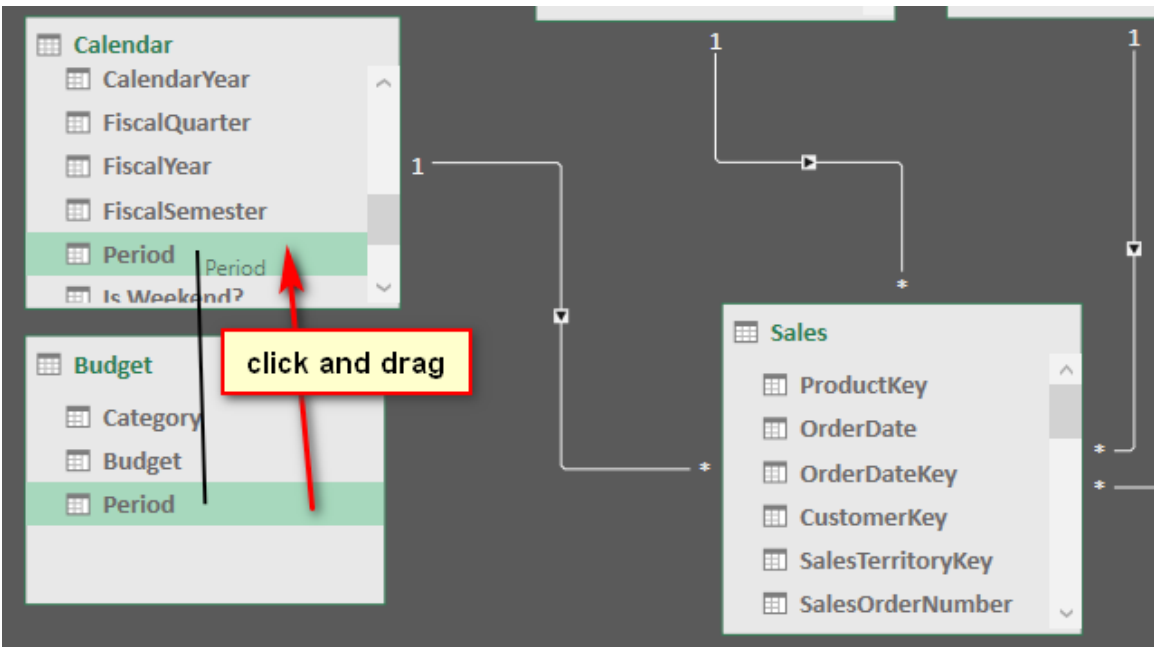 Calendar
CalendarYear
FiscalQuarter
FiscalYear
FiscalSemester
Period
Period
Is Weekend?
click and drag
Budget
Category
Budget
Period
1
*
1
*
1
*
*
Sales
ProductKey
OrderDate
OrderDateKey
CustomerKey
SalesTerritoryKey
SalesOrderNumber